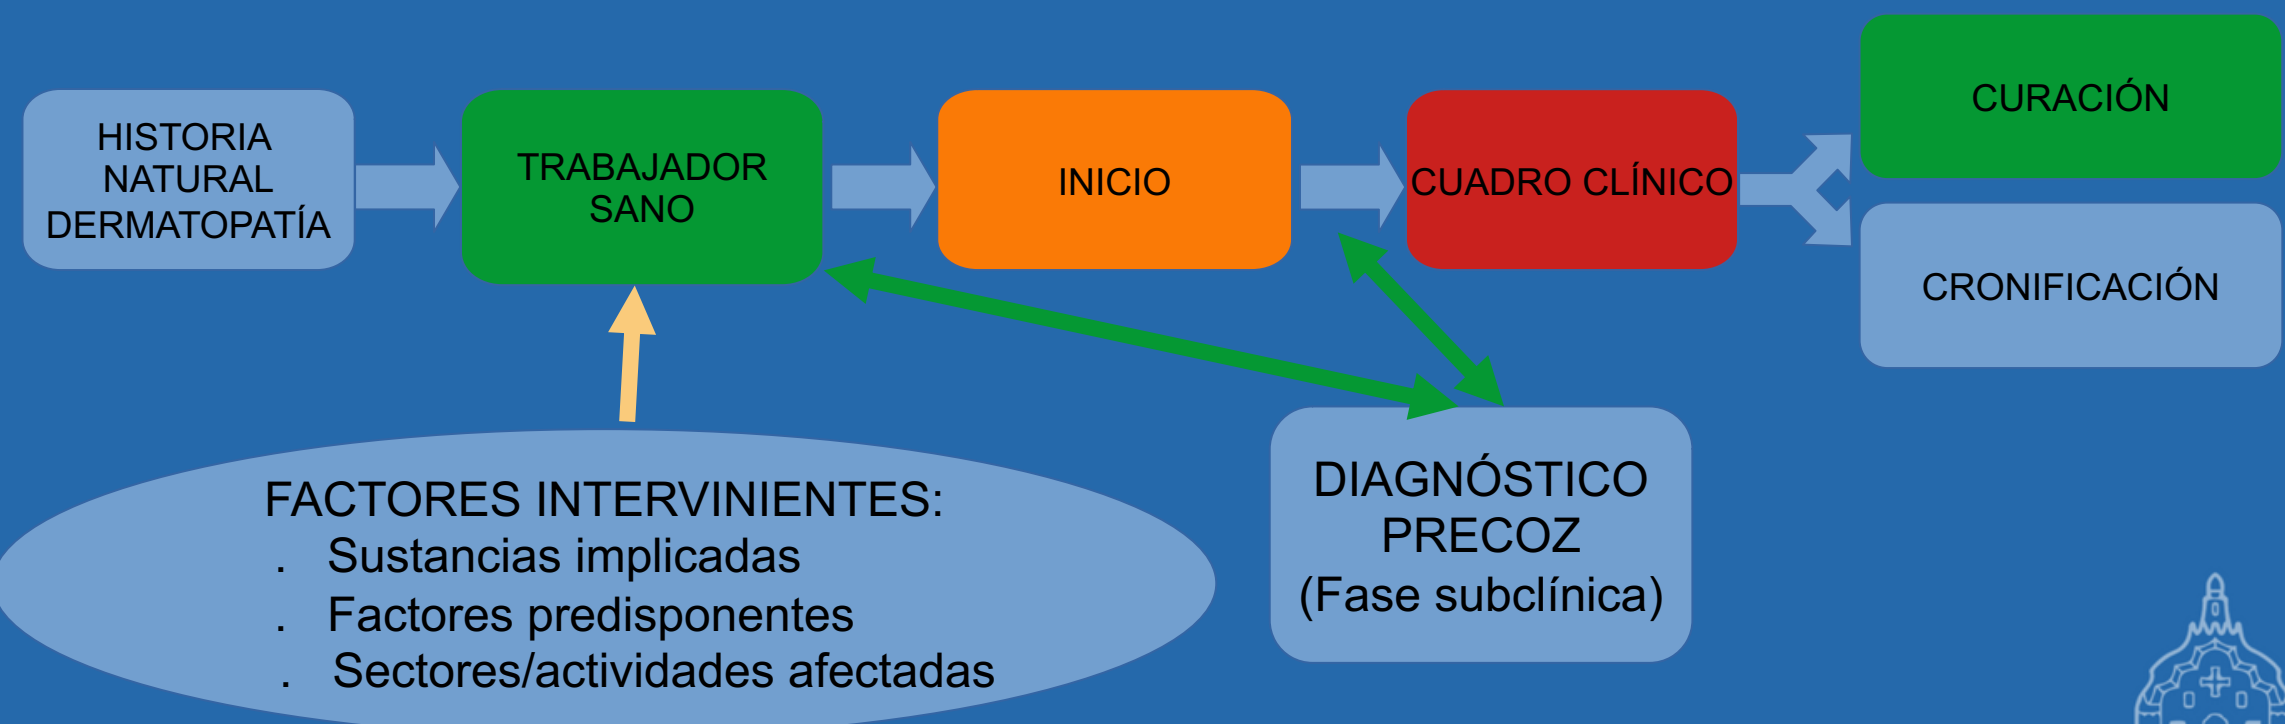 HISTORIA
NATURAL
DERMATOPATÍA
TRABAJADOR
SANO
INICIO
CUADRO CLÍNICO
CURACIÓN
CRONIFICACIÓN
FACTORES INTERVINIENTES:
. Sustancias implicadas
. Factores predisponentes
. Sectores/actividades afectadas
DIAGNÓSTICO
PRECOZ
(Fase subclínica)